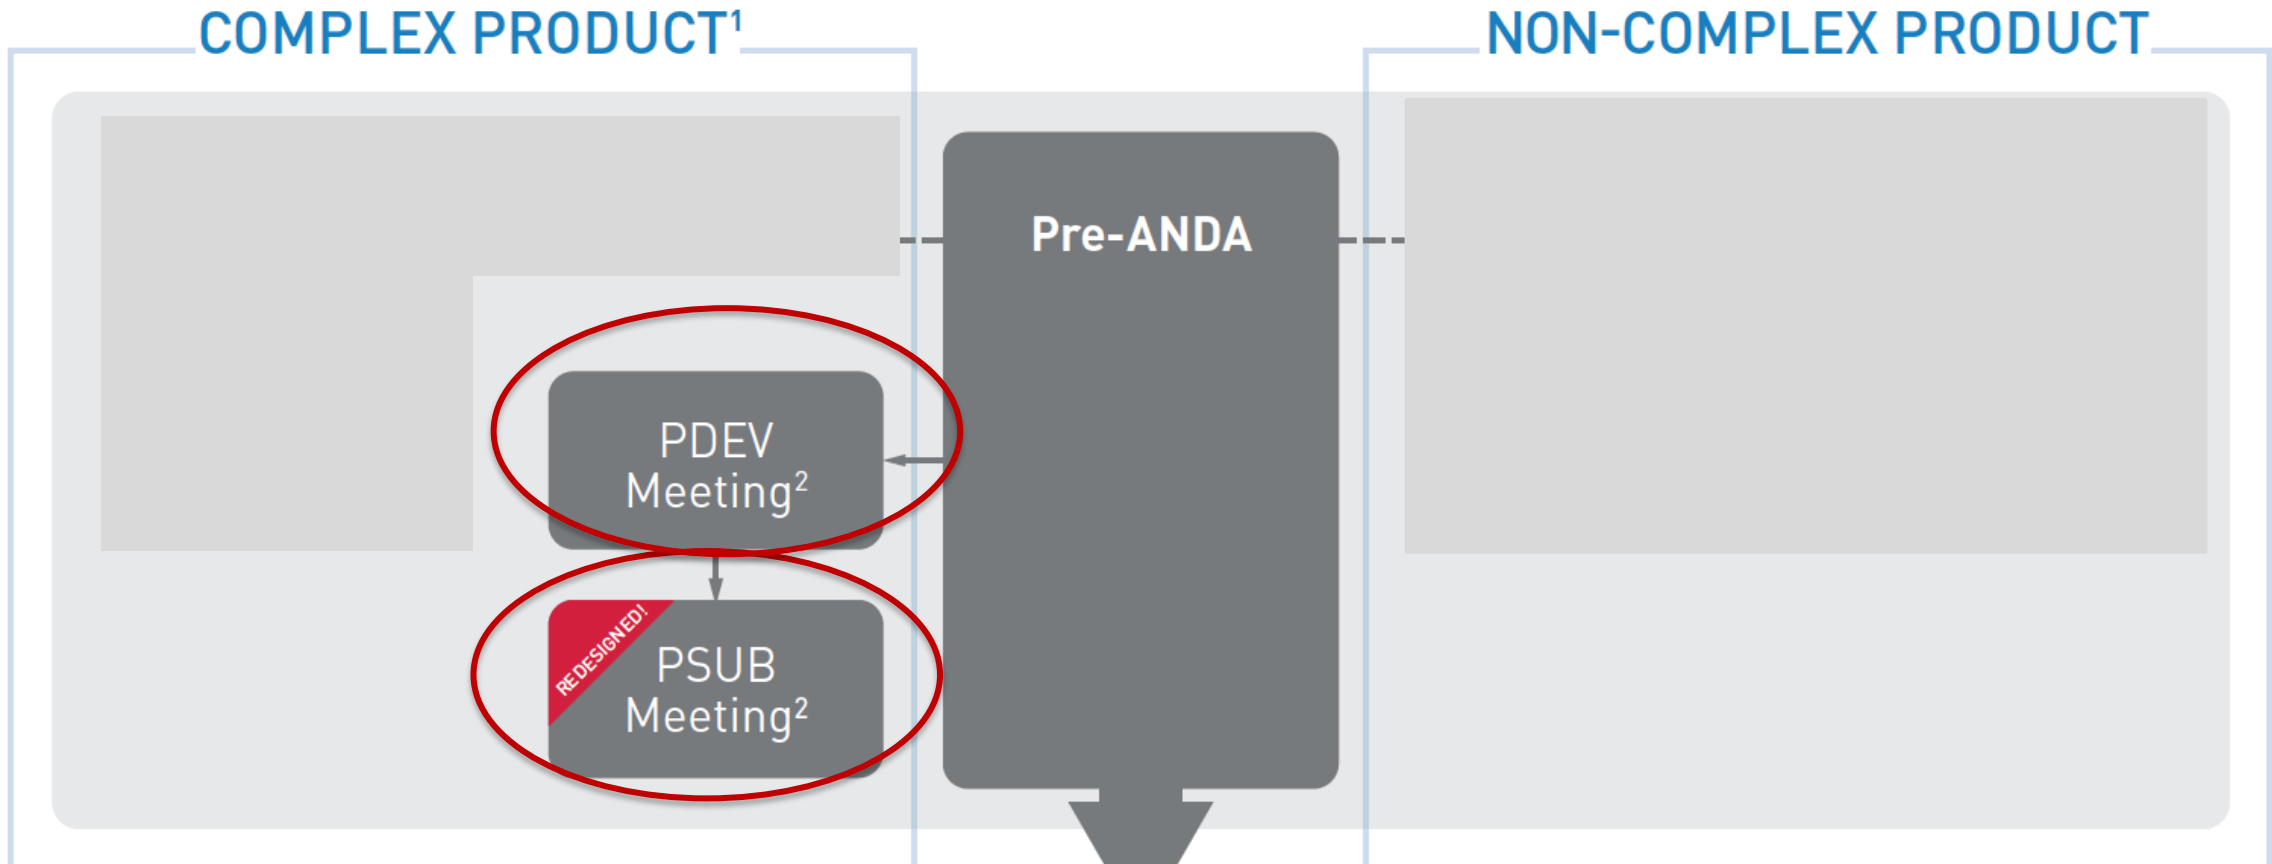 COMPLEX PRODUCT¹
NON-COMPLEX PRODUCT
Pre-ANDA
PDEV
Meeting²
REDESIGNED!
PSUB
Meeting²